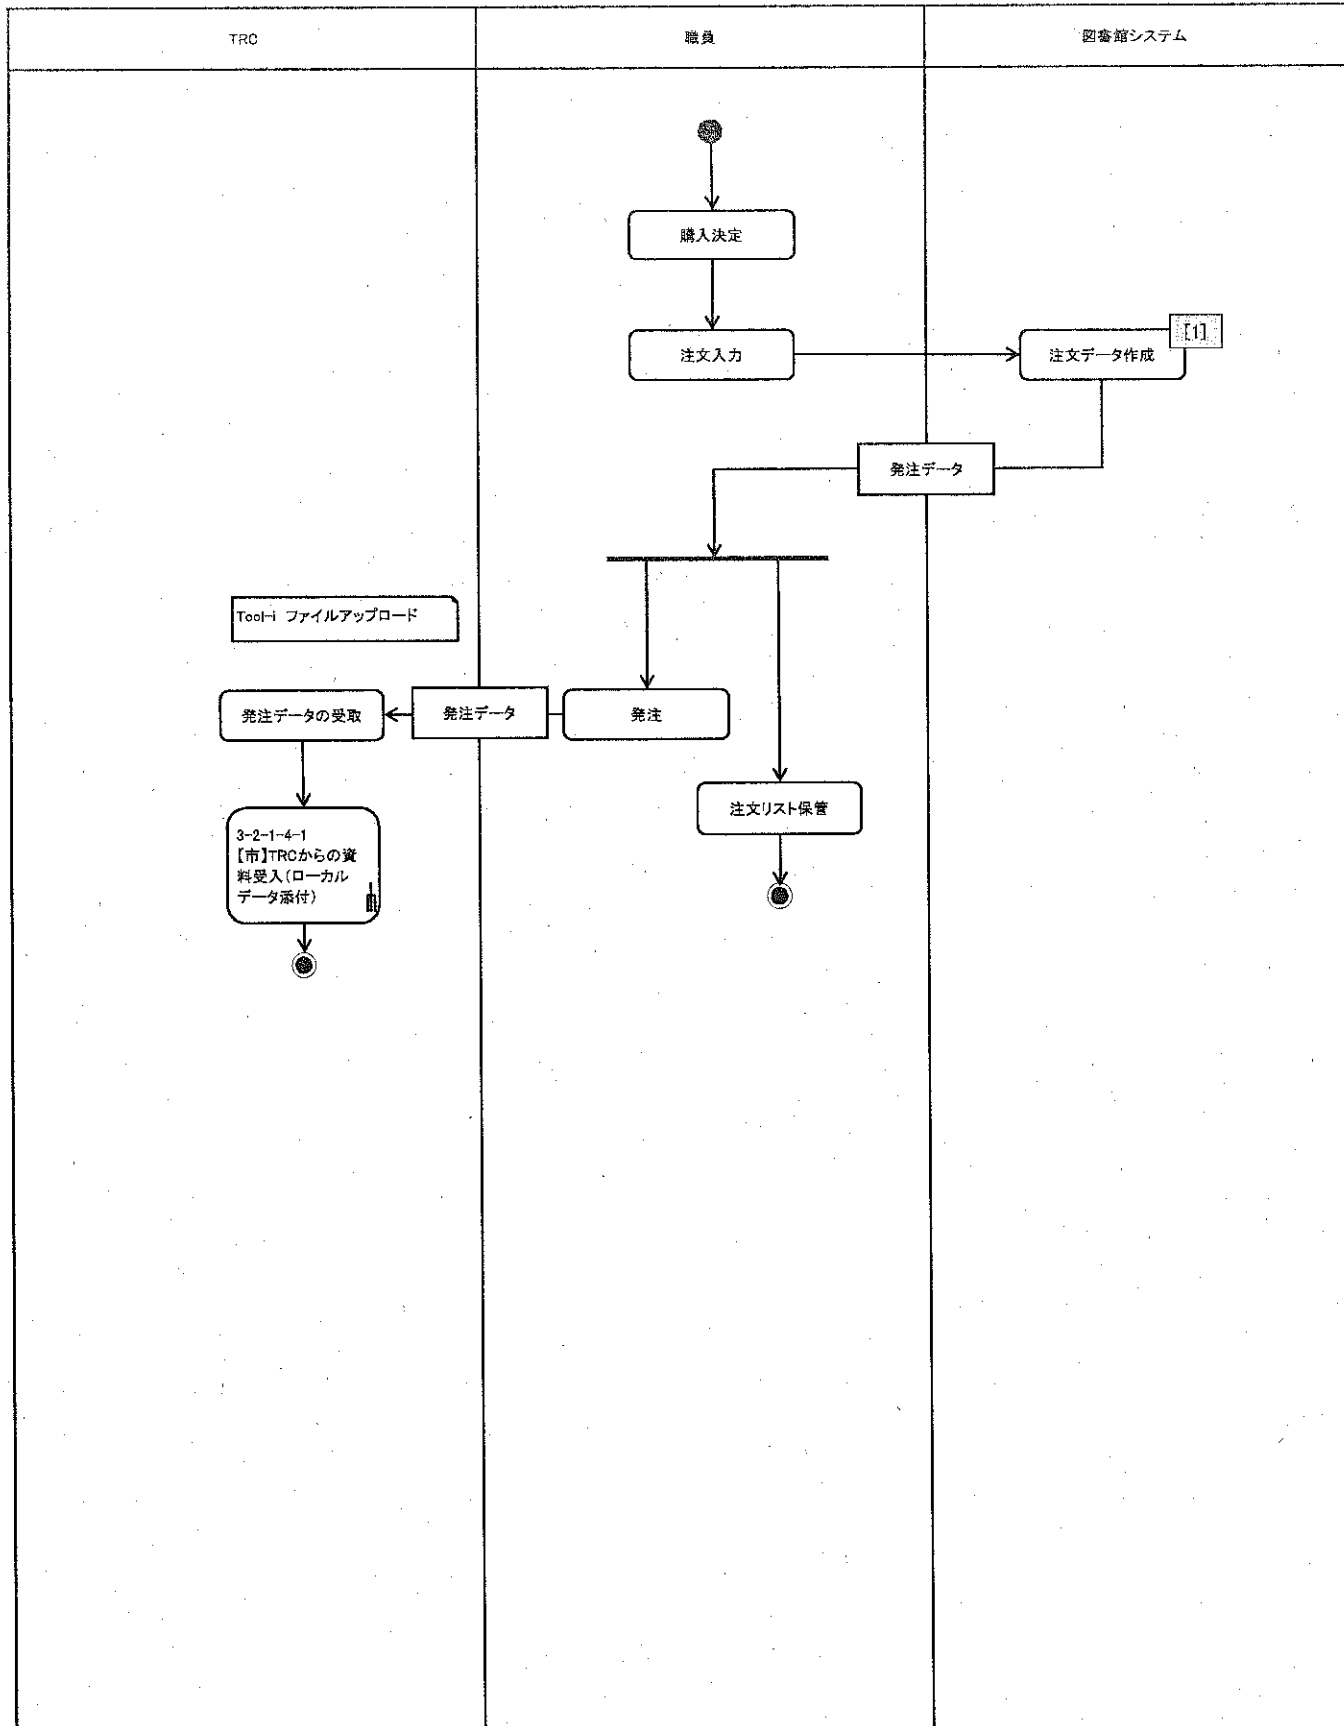 TRC
職員
図書館システム
購入決定
注文入力
注文データ作成
[1]
発注データ
Tool-i ファイルアップロード
発注データの受取
発注データ
発注
注文リスト保管
3-2-1-4-1
【市】TRCからの資
料受入(ローカル
データ添付)